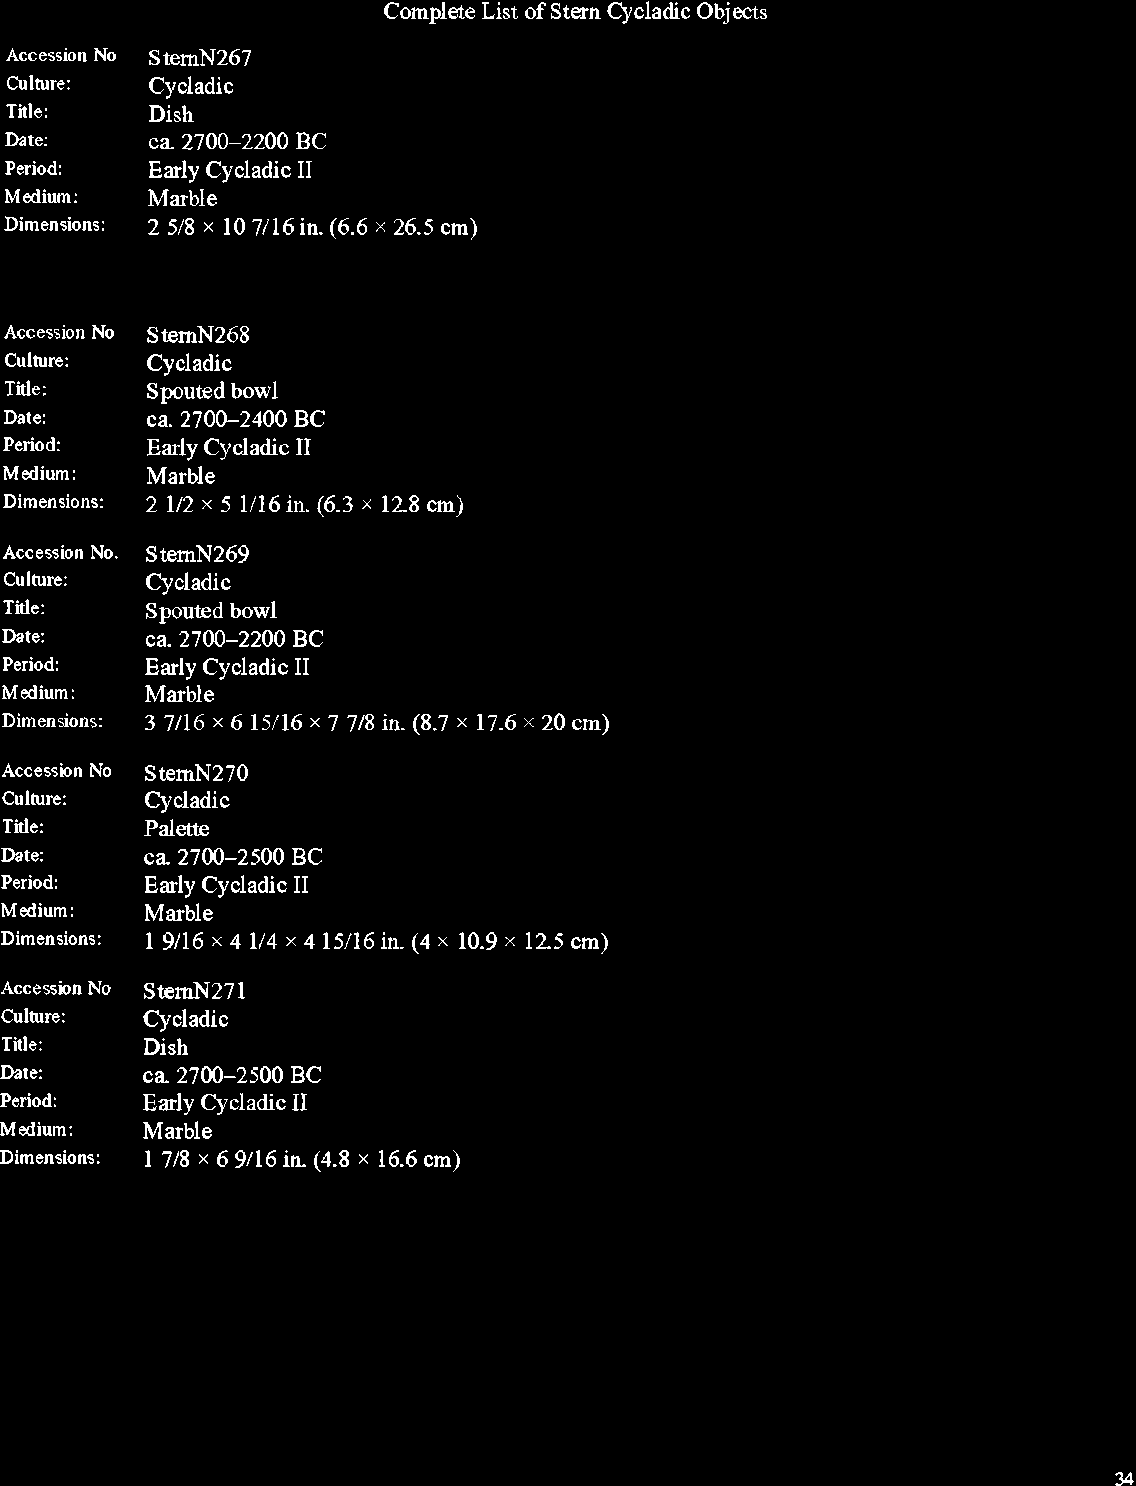 Complete List of Stern Cycladic Objects
Accession No StemN267
Culture: Cycladic
Title: Dish
Date: ca. 2700–2200 BC
Period: Early Cycladic II
Medium: Marble
Dimensions: 2 5/8 × 10 7/16 in. (6.6 × 26.5 cm)
Accession No StemN268
Culture: Cycladic
Title: Spouted bowl
Date: ca. 2700–2400 BC
Period: Early Cycladic II
Medium: Marble
Dimensions: 2 1/2 × 5 1/16 in. (6.3 × 12.8 cm)
Accession No. StemN269
Culture: Cycladic
Title: Spouted bowl
Date: ca. 2700–2200 BC
Period: Early Cycladic II
Medium: Marble
Dimensions: 3 7/16 × 6 15/16 × 7 7/8 in. (8.7 × 17.6 × 20 cm)
Accession No StemN270
Culture: Cycladic
Title: Palette
Date: ca. 2700–2500 BC
Period: Early Cycladic II
Medium: Marble
Dimensions: 1 9/16 × 4 1/4 × 4 15/16 in. (4 × 10.9 × 12.5 cm)
Accession No StemN271
Culture: Cycladic
Title: Dish
Date: ca. 2700–2500 BC
Period: Early Cycladic II
Medium: Marble
Dimensions: 1 7/8 × 6 9/16 in. (4.8 × 16.6 cm)
34